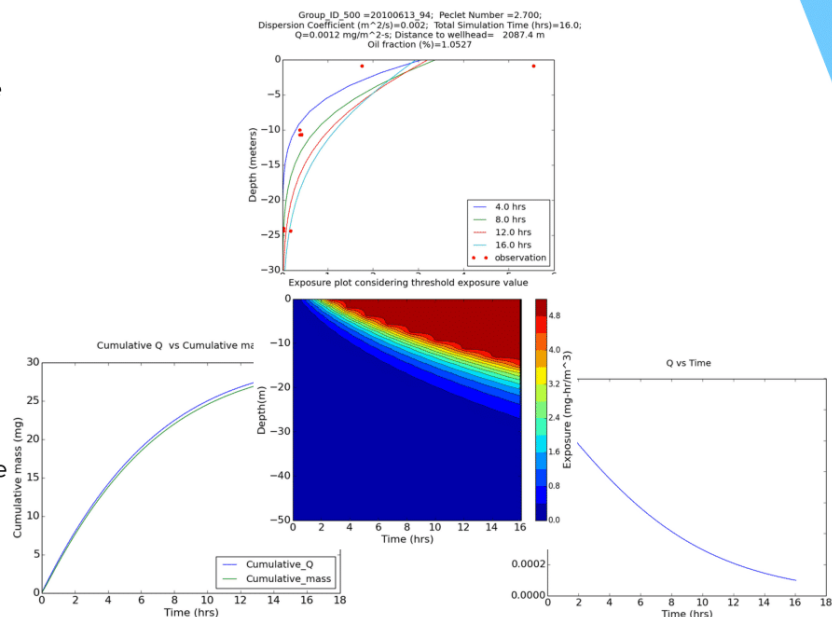 Group_ID_500 =20100613_94; Peclet Number =2.700;
Dispersion Coefficient (m^2/s)=0.002; Total Simulation Time (hrs)=16.0;
Q=0.0012 mg/m^2-s; Distance to wellhead= 2087.4 m
Oil fraction (%)=1.0527
0
−5
−10
−15
−20
−25
−30
Depth (meters)
4.0 hrs
8.0 hrs
12.0 hrs
16.0 hrs
observation
Exposure plot considering threshold exposure value
0
−10
−20
−30
−40
−50
Depth(m)
0 2 4 6 8 10 12 14 16
Time (hrs)
4.8
4.0
3.2
2.4
1.6
0.8
0.0
Exposure (mg-hr/m^3)
Cumulative Q vs Cumulative ma
30
25
20
15
10
5
0
Cumulative mass (mg)
Cumulative_Q
Cumulative_mass
0 2 4 6 8 10 12 14 16 18
Time (hrs)
Q vs Time
0.0002
0.0000
0 2 4 6 8 10 12 14 16 18
Time (hrs)